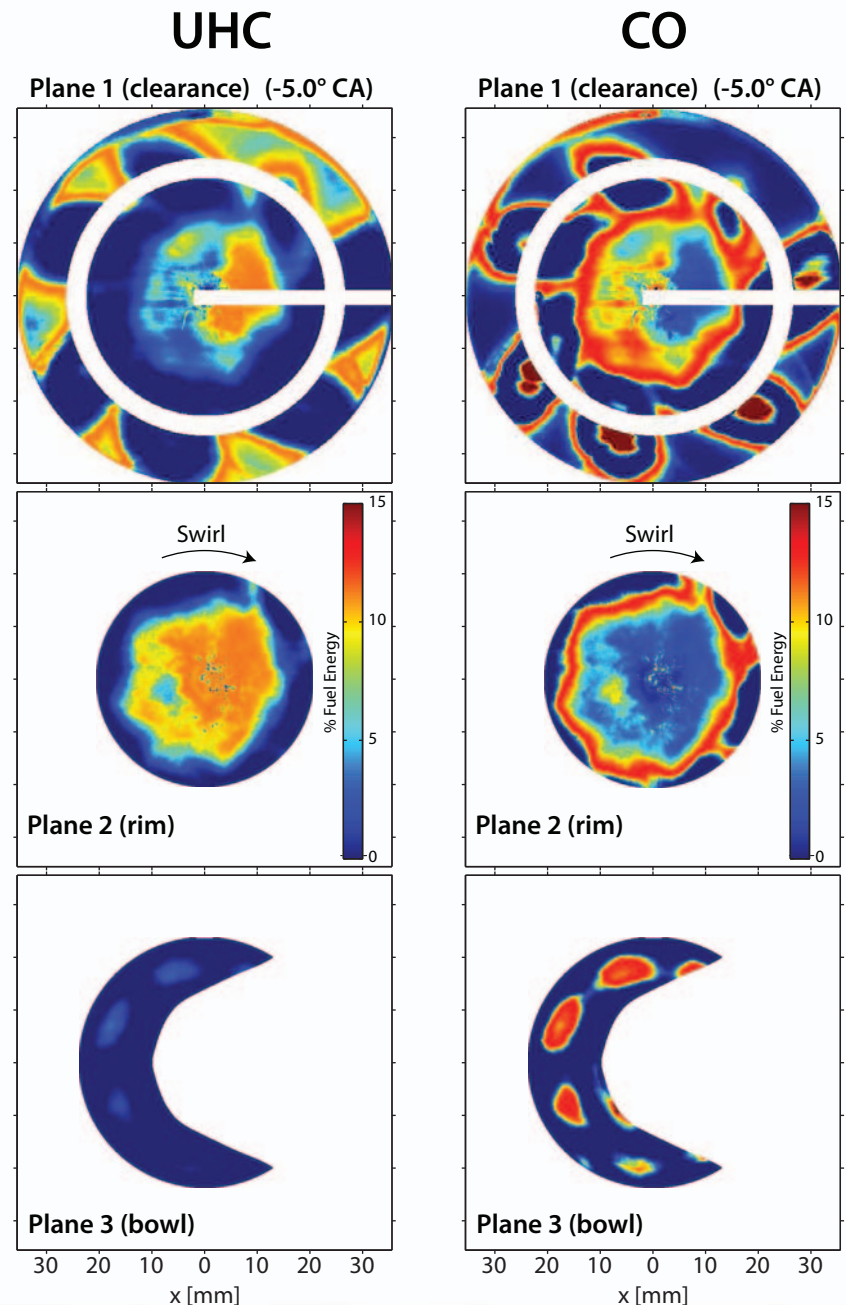 UHC
CO
Plane 1 (clearance) (-5.0° CA)
Plane 1 (clearance) (-5.0° CA)
Swirl
15
10
5
0
% Fuel Energy
Plane 2 (rim)
Swirl
15
10
5
0
% Fuel Energy
Plane 2 (rim)
Plane 3 (bowl)
Plane 3 (bowl)
30 20 10 0 10 20 30
x [mm]
30 20 10 0 10 20 30
x [mm]